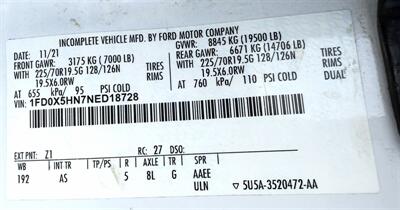 INCOMPLETE VEHICLE MFD. BY FORD MOTOR COMPANY
DATE: 11/21 GVWR: 8845 KG (19500 LB)
FRONT GAWR: 3175 KG (7000 LB) REAR GAWR: 6671 KG (14706 LB)
WITH 225/70R19.5G 128/126N TIRES WITH 225/70R19.5G 128/126N TIRES
19.5X6.0RW RIMS 19.5X6.0RW RIMS
AT 655 kPa/ 95 PSI COLD AT 760 kPa/ 110 PSI COLD DUAL
VIN: 1FD0X5HN7NED18728
EXT PNT: Z1 RC: 27 DSO:
WB INT TR TP/PS R AXLE TR SPR
192 AS 5 8L G AAEE
ULN ▽ 5U5A-3520472-AA